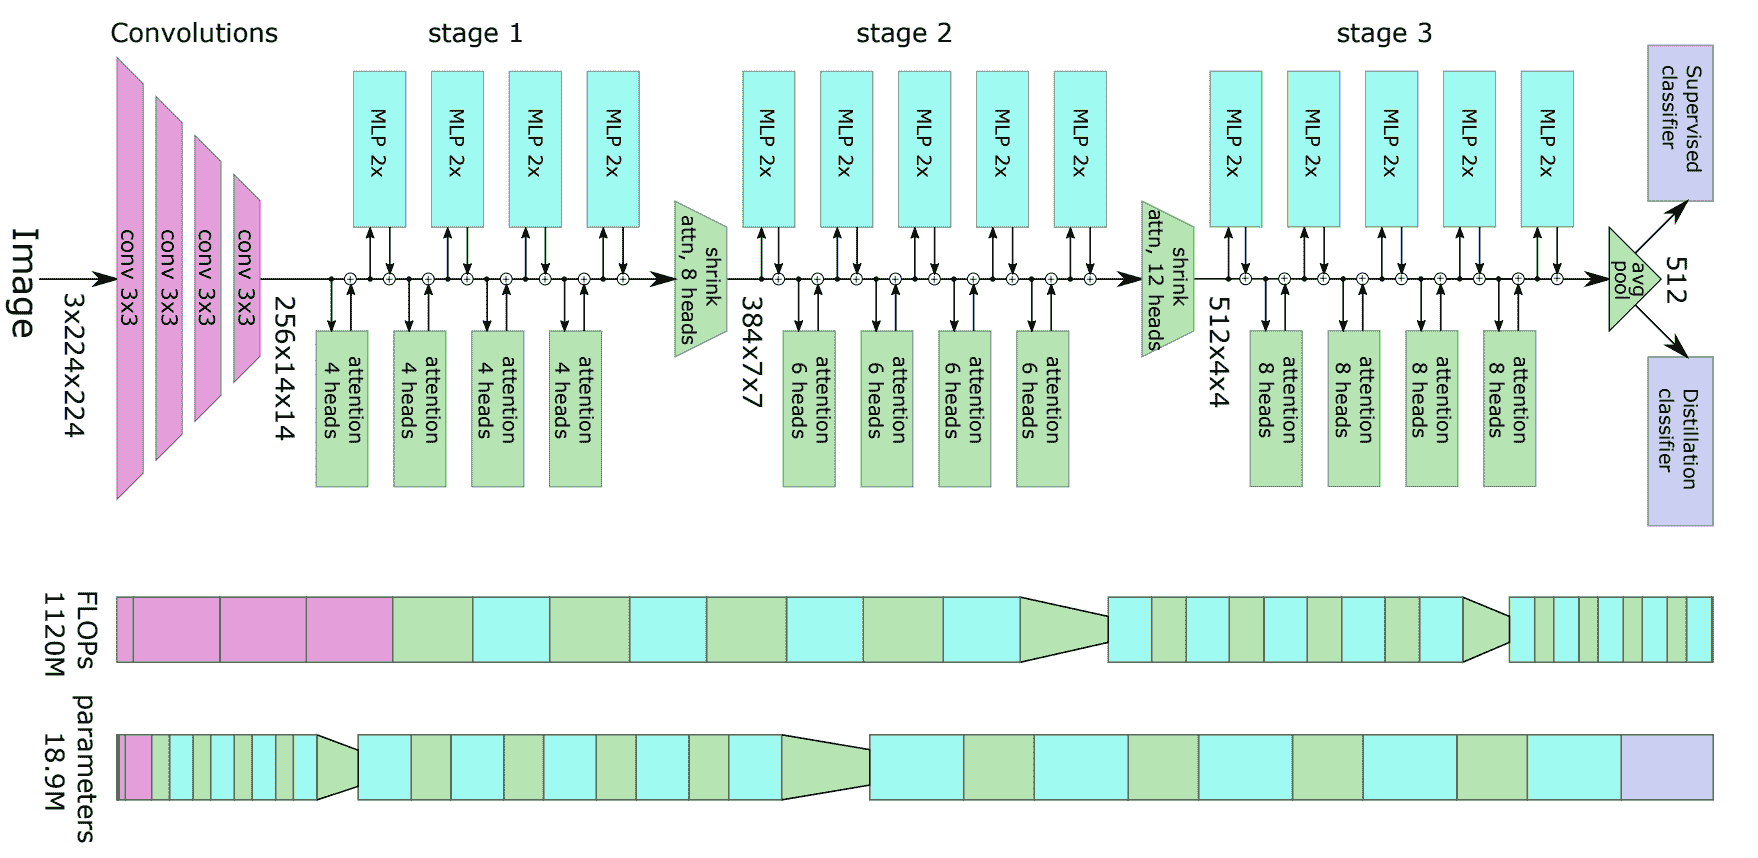 Convolutions
stage 1
stage 2
stage 3
Image
3x224x224
conv 3x3
conv 3x3
conv 3x3
conv 3x3
256x14x14
MLP 2x
MLP 2x
MLP 2x
MLP 2x
attention
4 heads
attention
4 heads
attention
4 heads
attention
4 heads
shrink
attn, 8 heads
384x7x7
MLP 2x
MLP 2x
MLP 2x
MLP 2x
MLP 2x
attention
6 heads
attention
6 heads
attention
6 heads
attention
6 heads
shrink
attn, 12 heads
512x4x4
MLP 2x
MLP 2x
MLP 2x
MLP 2x
MLP 2x
attention
8 heads
attention
8 heads
attention
8 heads
attention
8 heads
avg
pool
512
Supervised
classifier
Distillation
classifier
FLOPs
1120M
parameters
18.9M